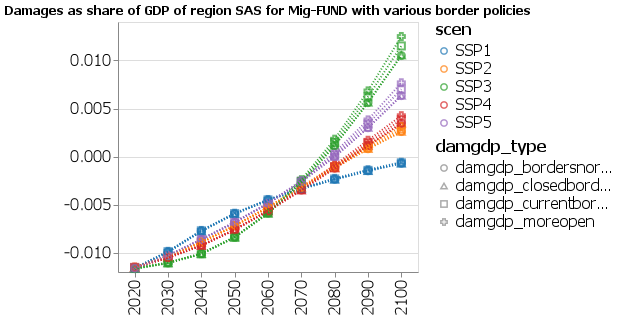 Damages as share of GDP of region SAS for Mig-FUND with various border policies
scen
SSP1
SSP2
SSP3
SSP4
SSP5
damgdp_type
damgdp_bordersnor...
damgdp_closedbord...
damgdp_currentbor...
damgdp_moreopen
0.010
0.005
0.000
-0.005
-0.010
2020
2030
2040
2050
2060
2070
2080
2090
2100